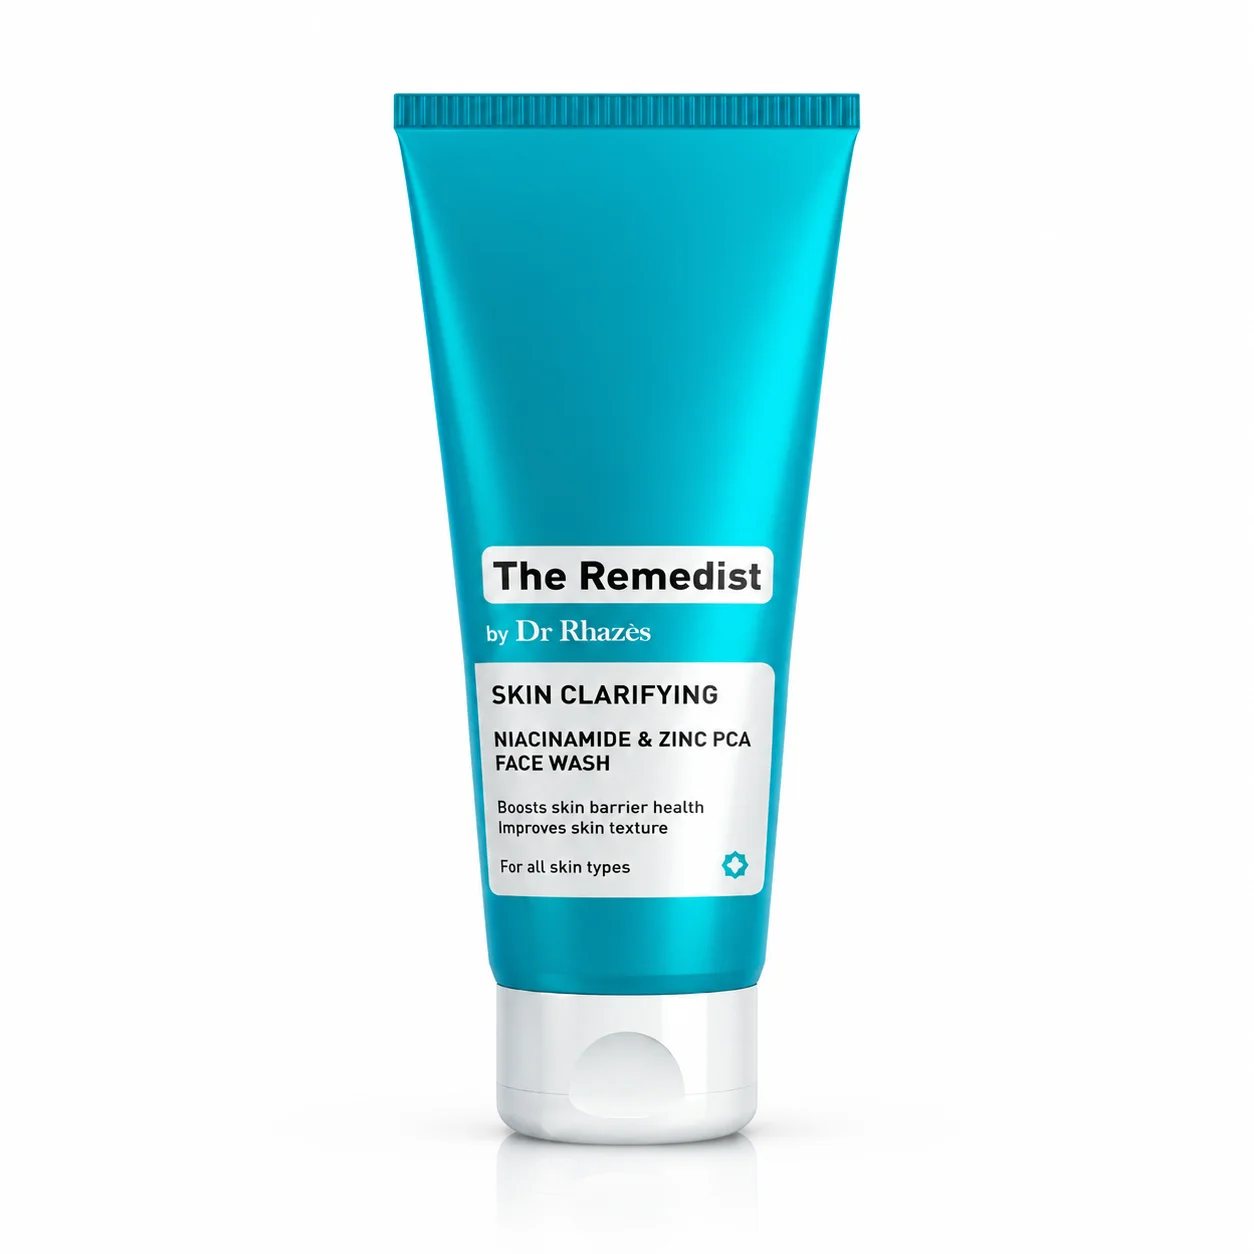 The Remedist
by Dr Rhazès
SKIN CLARIFYING
NIACINAMIDE & ZINC PCA
FACE WASH
Boosts skin barrier health
Improves skin texture
For all skin types